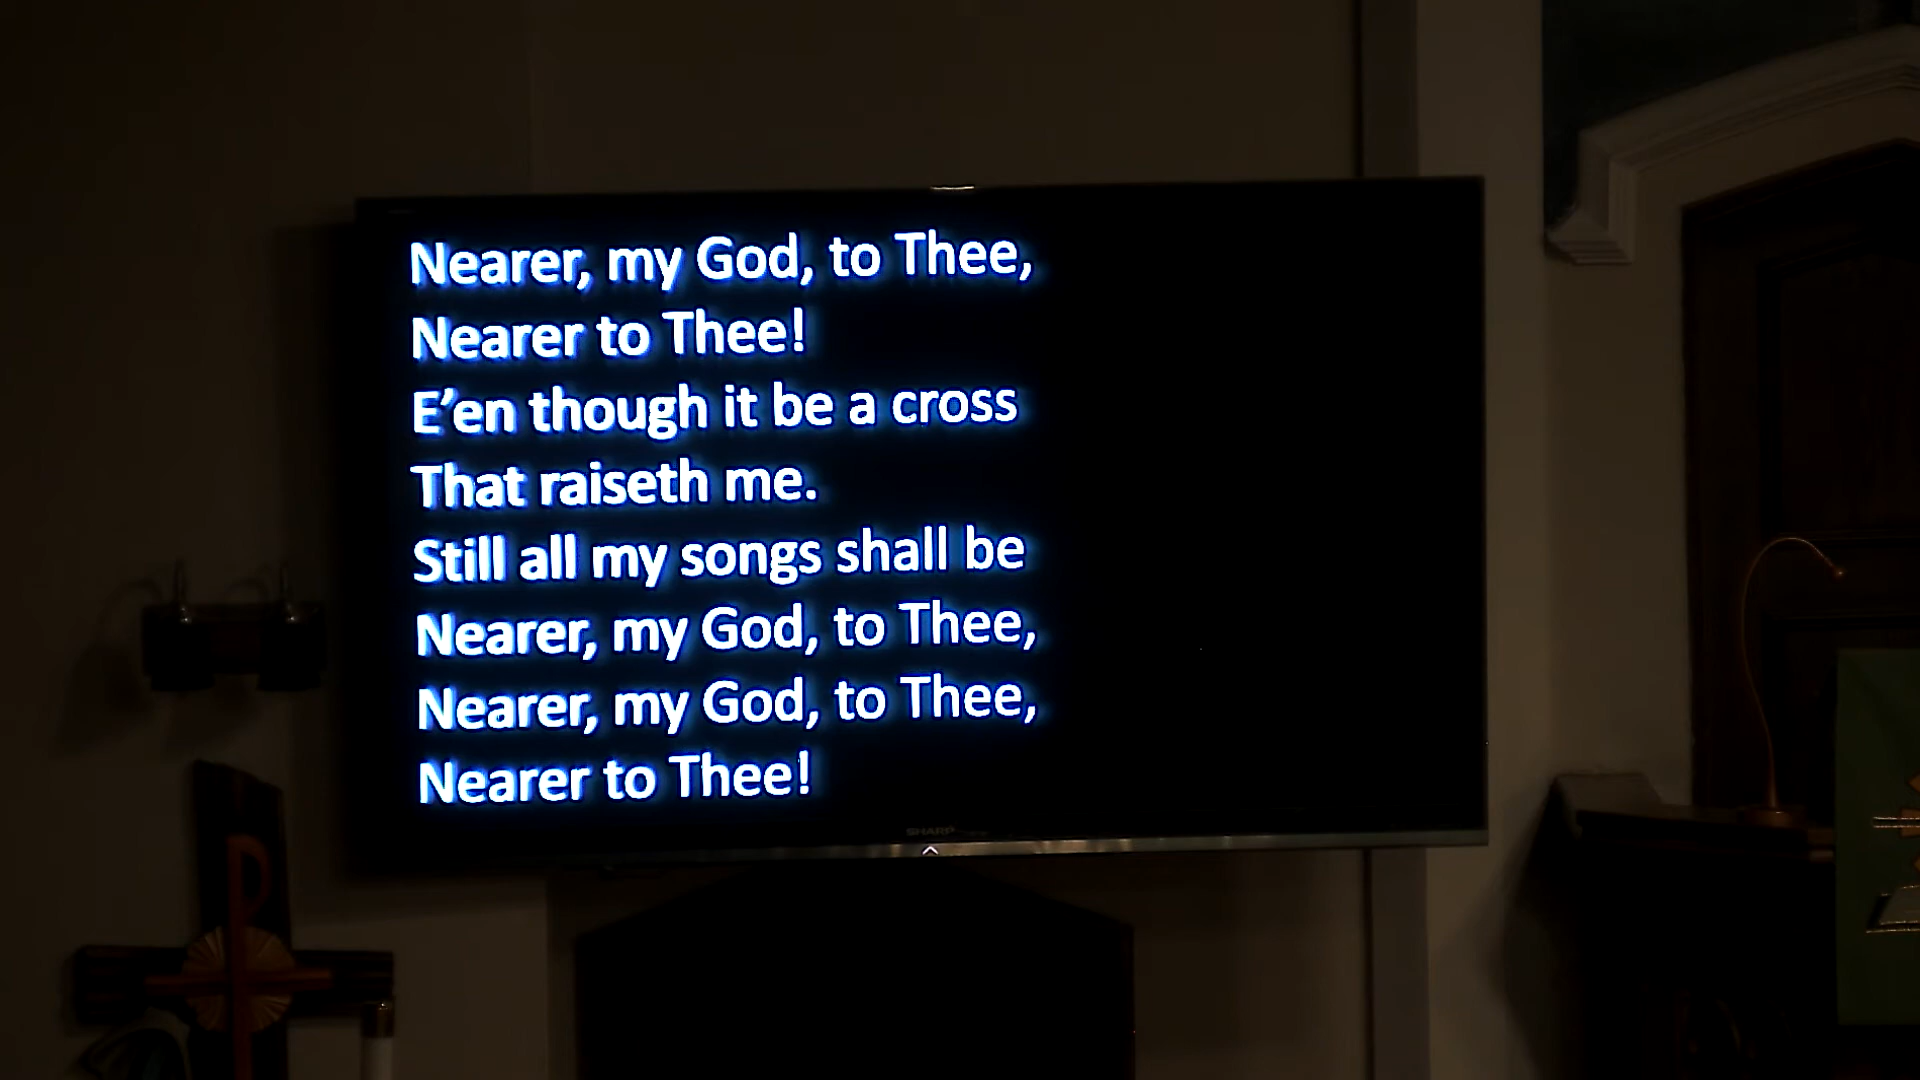 Nearer, my God, to Thee,
Nearer to Thee!
E’en though it be a cross
That raiseth me.
Still all my songs shall be
Nearer, my God, to Thee,
Nearer, my God, to Thee,
Nearer to Thee!
SHARP